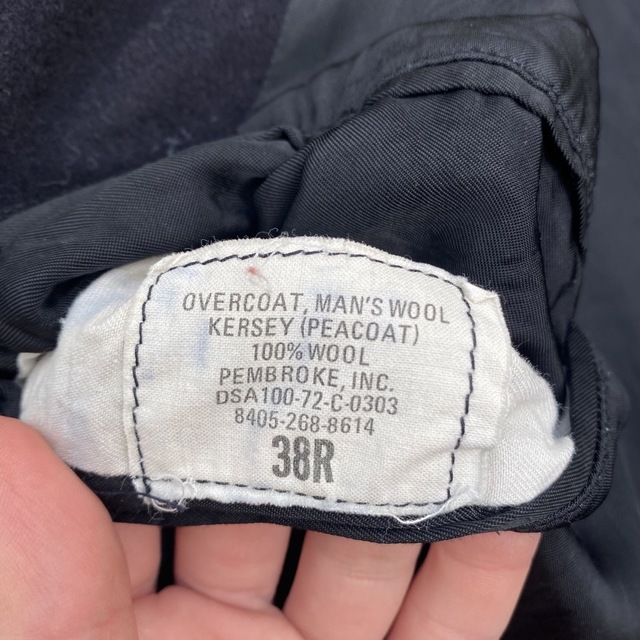 OVERCOAT, MAN'S WOOL
KERSEY (PEACOAT)
100% WOOL
PEMBROKE, INC.
DSA100-72-C-0303
8405-268-8614
38R